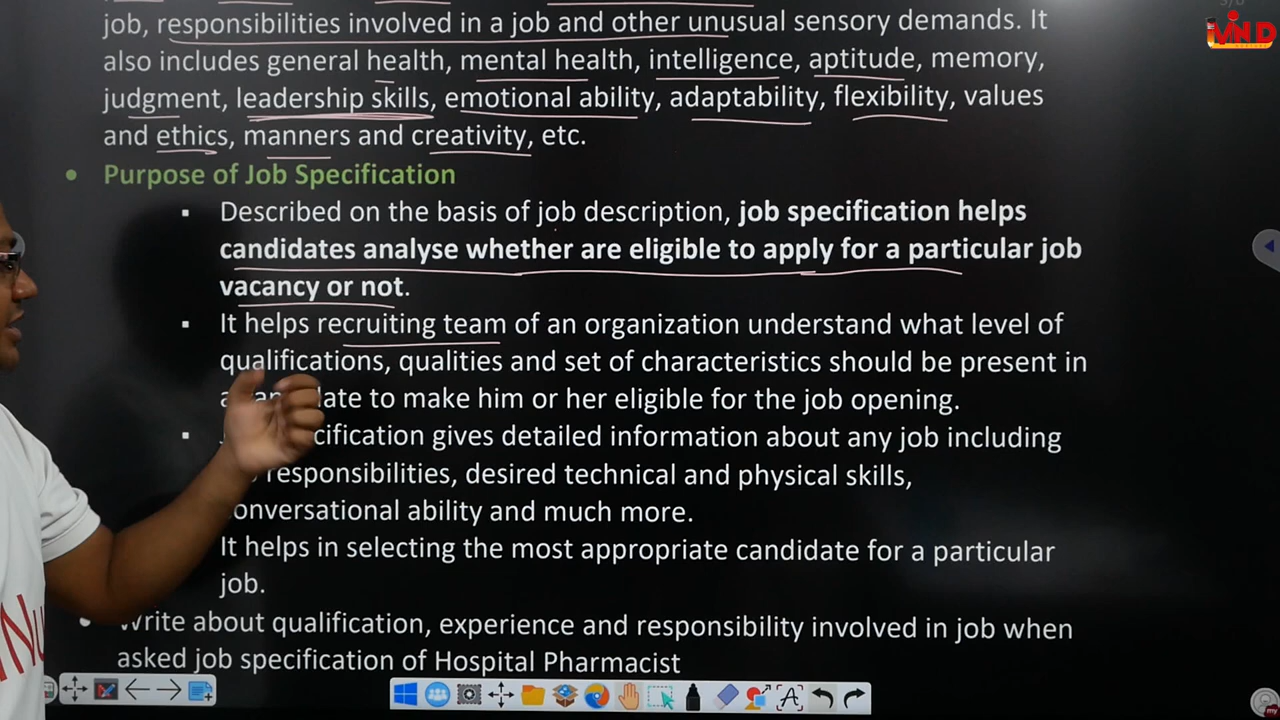 job, responsibilities involved in a job and other unusual sensory demands. It
also includes general health, mental health, intelligence, aptitude, memory,
judgment, leadership skills, emotional ability, adaptability, flexibility, values
and ethics, manners and creativity, etc.
• Purpose of Job Specification
▪ Described on the basis of job description, job specification helps
candidates analyse whether are eligible to apply for a particular job
vacancy or not.
▪ It helps recruiting team of an organization understand what level of
qualifications, qualities and set of characteristics should be present in
to make him or her eligible for the job opening.
▪ gives detailed information about any job including
responsibilities, desired technical and physical skills,
conversational ability and much more.
It helps in selecting the most appropriate candidate for a particular
job.
• Write about qualification, experience and responsibility involved in job when
asked job specification of Hospital Pharmacist